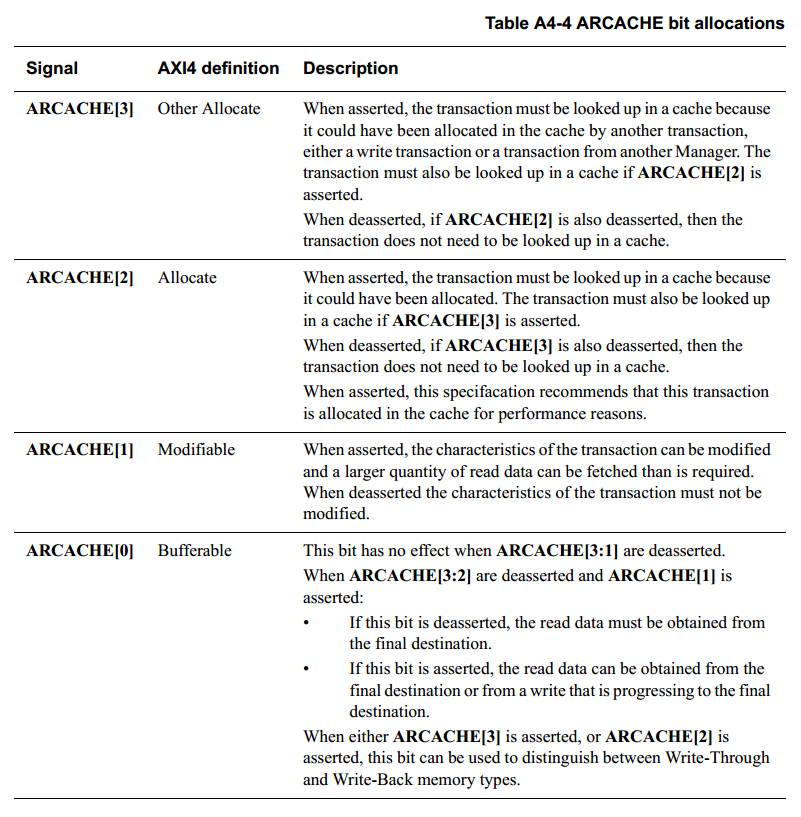 Table A4-4 ARCACHE bit allocations
Signal AXI4 definition Description
ARCACHE[3] Other Allocate When asserted, the transaction must be looked up in a cache because
it could have been allocated in the cache by another transaction,
either a write transaction or a transaction from another Manager. The
transaction must also be looked up in a cache if ARCACHE[2] is
asserted.
When deasserted, if ARCACHE[2] is also deasserted, then the
transaction does not need to be looked up in a cache.
ARCACHE[2] Allocate When asserted, the transaction must be looked up in a cache because
it could have been allocated. The transaction must also be looked up
in a cache if ARCACHE[3] is asserted.
When deasserted, if ARCACHE[3] is also deasserted, then the
transaction does not need to be looked up in a cache.
When asserted, this specifacation recommends that this transaction
is allocated in the cache for performance reasons.
ARCACHE[1] Modifiable When asserted, the characteristics of the transaction can be modified
and a larger quantity of read data can be fetched than is required.
When deasserted the characteristics of the transaction must not be
modified.
ARCACHE[0] Bufferable This bit has no effect when ARCACHE[3:1] are deasserted.
When ARCACHE[3:2] are deasserted and ARCACHE[1] is
asserted:
• If this bit is deasserted, the read data must be obtained from
the final destination.
• If this bit is asserted, the read data can be obtained from the
final destination or from a write that is progressing to the final
destination.
When either ARCACHE[3] is asserted, or ARCACHE[2] is
asserted, this bit can be used to distinguish between Write-Through
and Write-Back memory types.